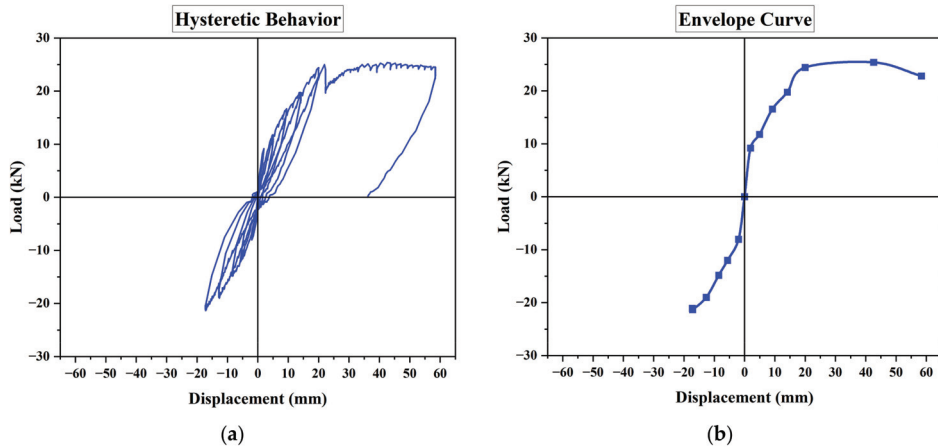 Hysteretic Behavior
30
20
10
0
−10
−20
−30
−60 −50 −40 −30 −20 −10 0 10 20 30 40 50 60
Load (kN)
Displacement (mm)
(a)
Envelope Curve
30
20
10
0
−10
−20
−30
−60 −50 −40 −30 −20 −10 0 10 20 30 40 50 60
Load (kN)
Displacement (mm)
(b)